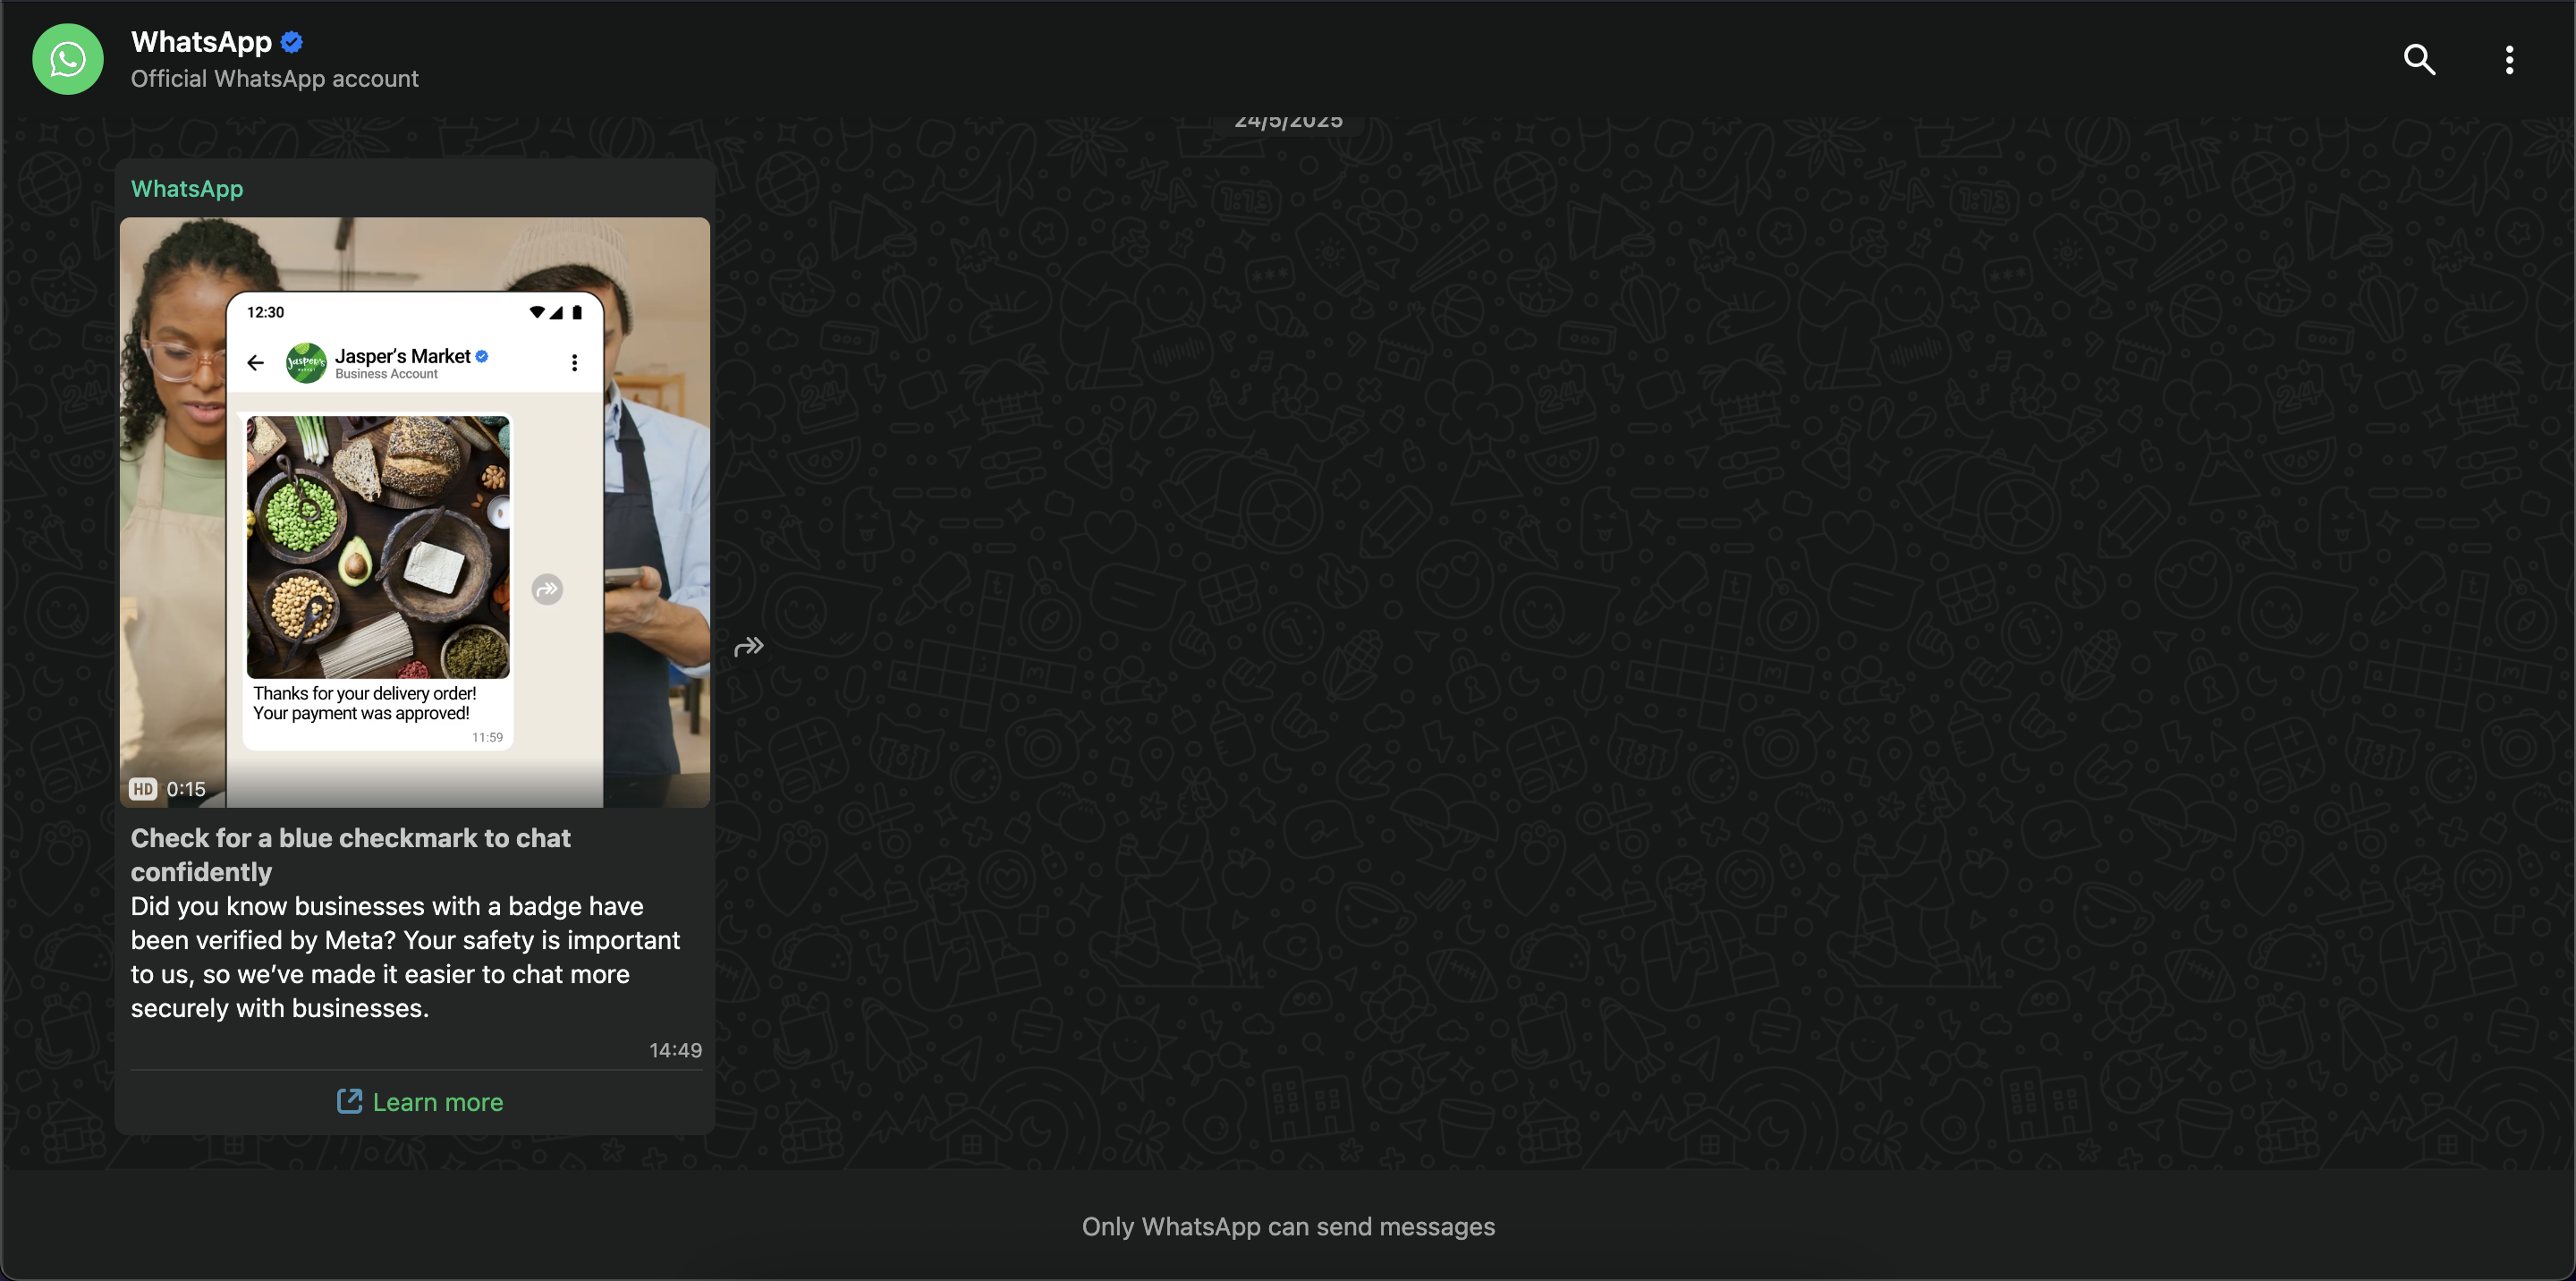 WhatsApp
Official WhatsApp account
24/5/2025
WhatsApp
12:30
Jasper's
MARKET
Jasper’s Market
Business Account
Thanks for your delivery order!
Your payment was approved!
11:59
HD 0:15
Check for a blue checkmark to chat
confidently
Did you know businesses with a badge have
been verified by Meta? Your safety is important
to us, so we’ve made it easier to chat more
securely with businesses.
14:49
Learn more
Only WhatsApp can send messages